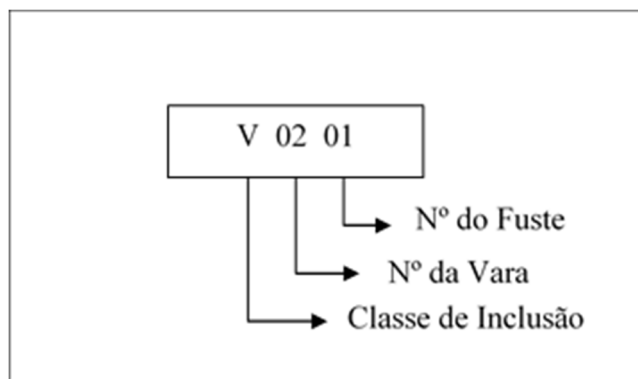 V 02 01
Nº do Fuste
Nº da Vara
Classe de Inclusão